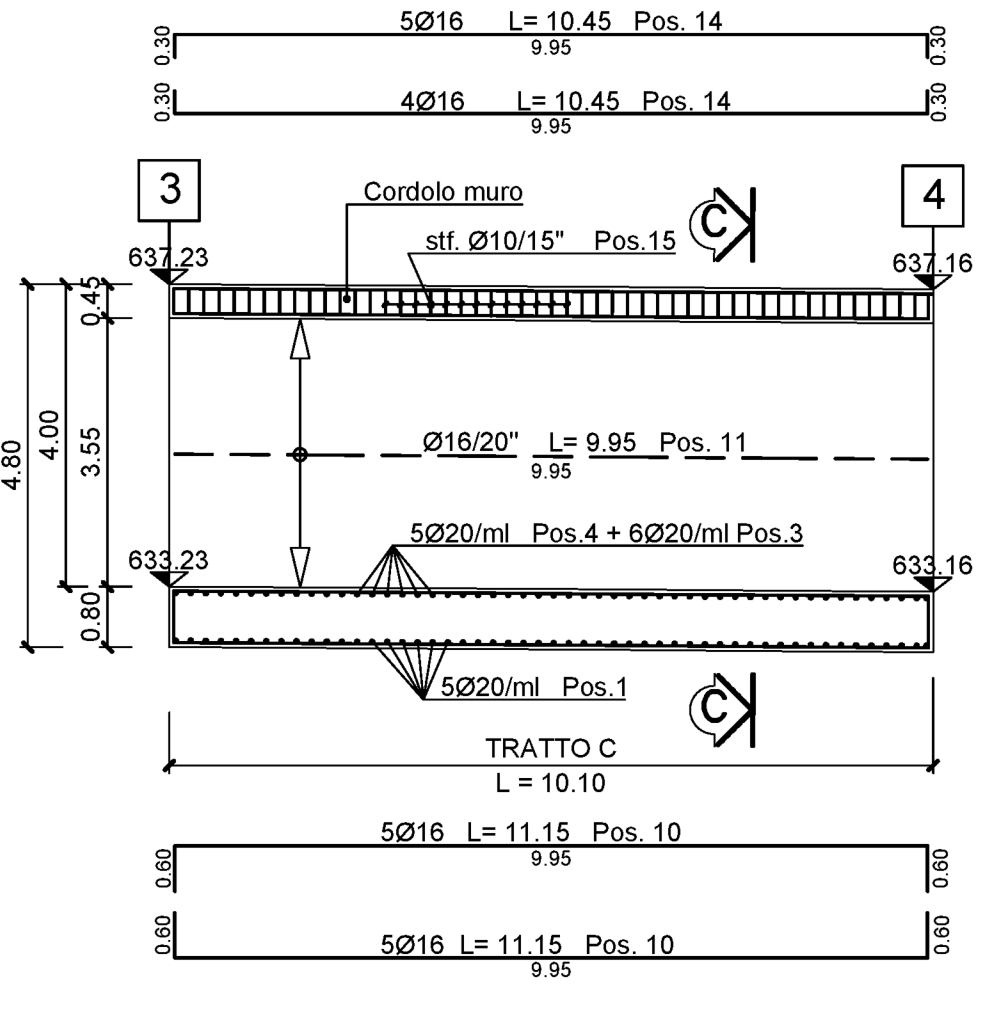 5Ø16 L= 10.45 Pos. 14
0.30 9.95 0.30
4Ø16 L= 10.45 Pos. 14
0.30 9.95 0.30
3 4
Cordolo muro
C
stf. Ø10/15" Pos.15
637.23 637.16
0.45
Ø16/20" L= 9.95 Pos. 11
9.95
4.80 4.00 3.55
5Ø20/ml Pos.4 + 6Ø20/ml Pos.3
633.23 633.16
0.80
5Ø20/ml Pos.1
C
TRATTO C
L = 10.10
5Ø16 L= 11.15 Pos. 10
0.60 9.95 0.60
5Ø16 L= 11.15 Pos. 10
0.60 9.95 0.60